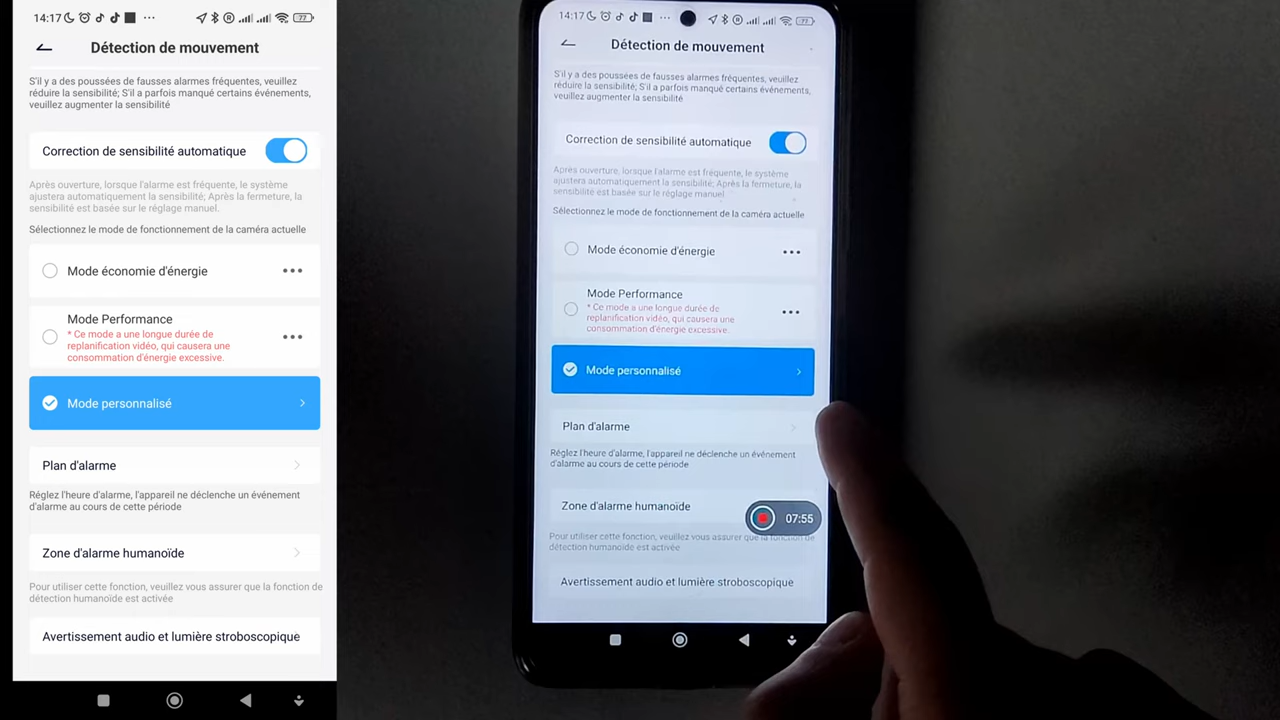 14:17
77
Détection de mouvement
S'il y a des poussées de fausses alarmes fréquentes, veuillez
réduire la sensibilité; S'il a parfois manqué certains événements,
veuillez augmenter la sensibilité
Correction de sensibilité automatique
Après ouverture, lorsque l'alarme est fréquente, le système
ajustera automatiquement la sensibilité; Après la fermeture, la
sensibilité est basée sur le réglage manuel.
Sélectionnez le mode de fonctionnement de la caméra actuelle
Mode économie d'énergie
Mode Performance
* Ce mode a une longue durée de
replanification vidéo, qui causera une
consommation d'énergie excessive.
Mode personnalisé
Plan d'alarme
Réglez l'heure d'alarme, l'appareil ne déclenche un événement
d'alarme au cours de cette période
Zone d'alarme humanoïde
Pour utiliser cette fonction, veuillez vous assurer que la fonction de
détection humanoïde est activée
Avertissement audio et lumière stroboscopique
14:17
77
Détection de mouvement
S'il y a des poussées de fausses alarmes fréquentes, veuillez
réduire la sensibilité; S'il a parfois manqué certains événements,
veuillez augmenter la sensibilité
Correction de sensibilité automatique
Après ouverture, lorsque l'alarme est fréquente, le système
ajustera automatiquement la sensibilité; Après la fermeture, la
sensibilité est basée sur le réglage manuel.
Sélectionnez le mode de fonctionnement de la caméra actuelle
Mode économie d'énergie
Mode Performance
* Ce mode a une longue durée de
replanification vidéo, qui causera une
consommation d'énergie excessive.
Mode personnalisé
Plan d'alarme
Réglez l'heure d'alarme, l'appareil ne déclenche un événement
d'alarme au cours de cette période
Zone d'alarme humanoïde
07:55
Pour utiliser cette fonction, veuillez vous assurer que la fonction de
détection humanoïde est activée
Avertissement audio et lumière stroboscopique